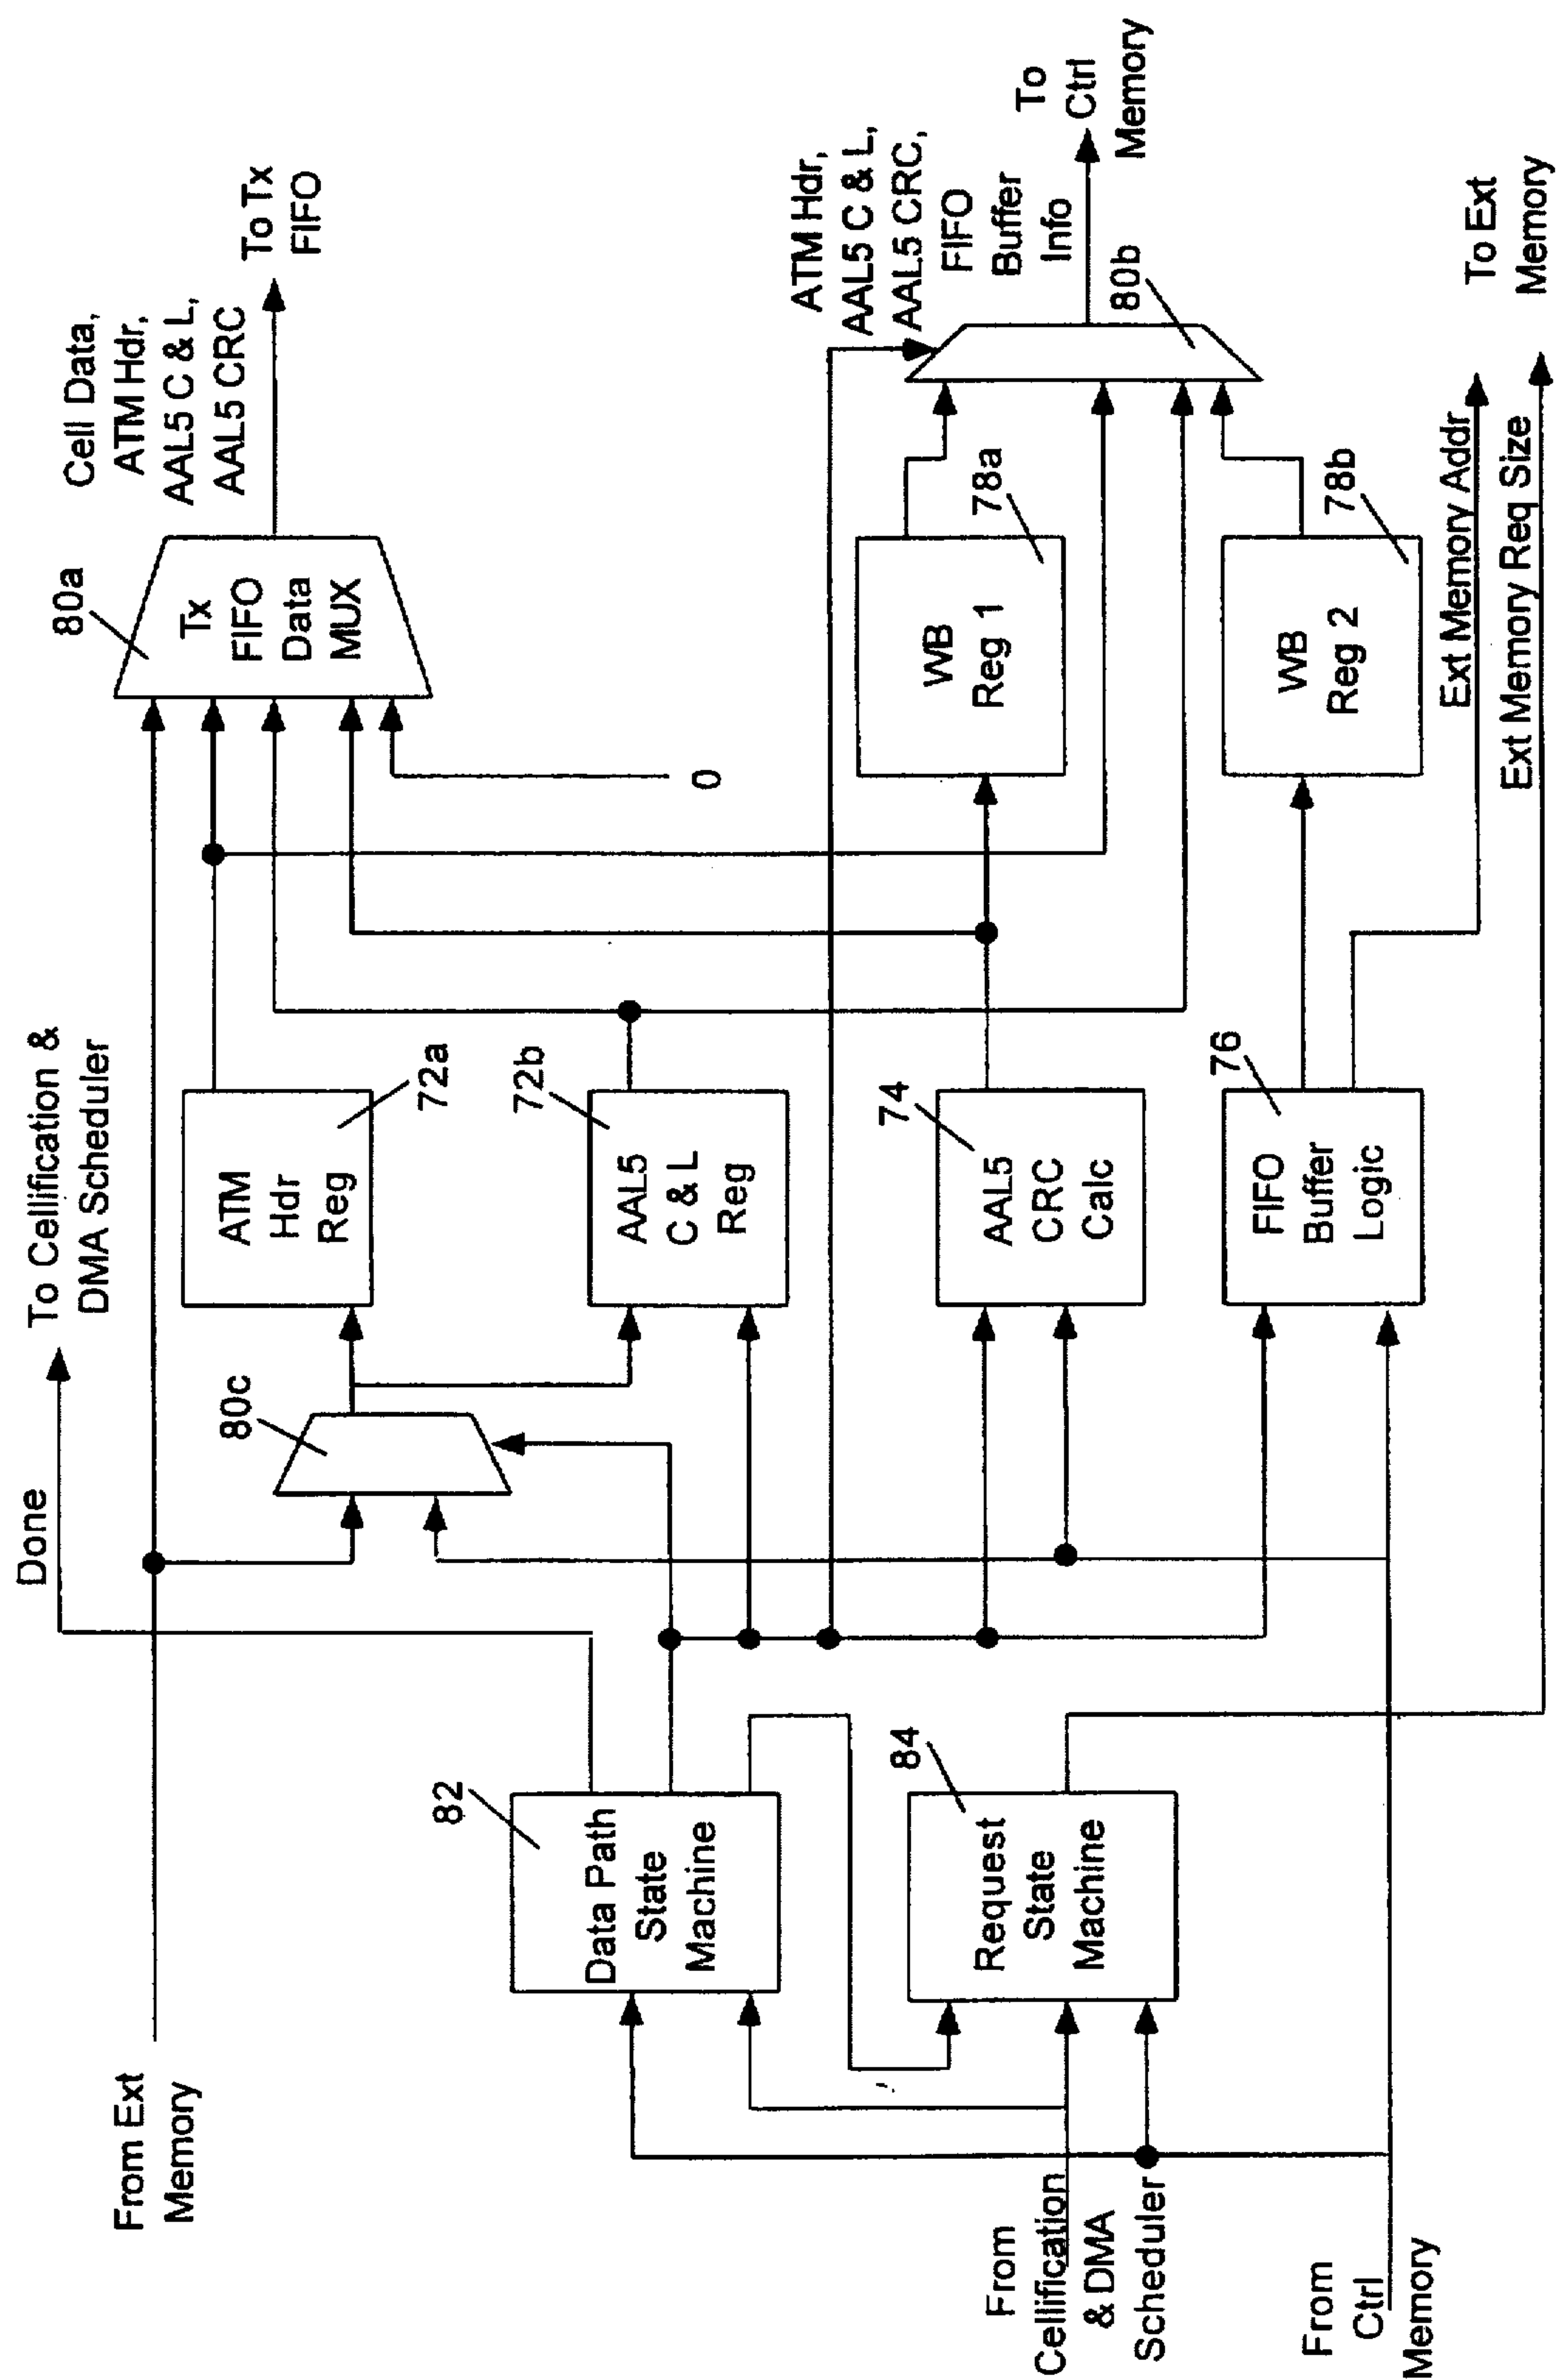 From Ext
Memory
Done
To Cellification &
DMA Scheduler
80c
ATM
Hdr
Reg
72a
80a
Tx
FIFO
Data
MUX
Cell Data,
ATM Hdr,
AAL5 C & L,
AAL5 CRC
To Tx
FIFO
0
82
Data Path
State
Machine
72b
AAL5
C & L
Reg
84
Request
State
Machine
74
AAL5
CRC
Calc
WB
Reg 1
78a
ATM Hdr,
AAL5 C & L,
AAL5 CRC,
FIFO
Buffer
Info
To
Ctrl
Memory
80b
From
Cellification
& DMA
Scheduler
76
FIFO
Buffer
Logic
WB
Reg 2
78b
From
Ctrl
Memory
Ext Memory Addr
To Ext
Memory
Ext Memory Req Size